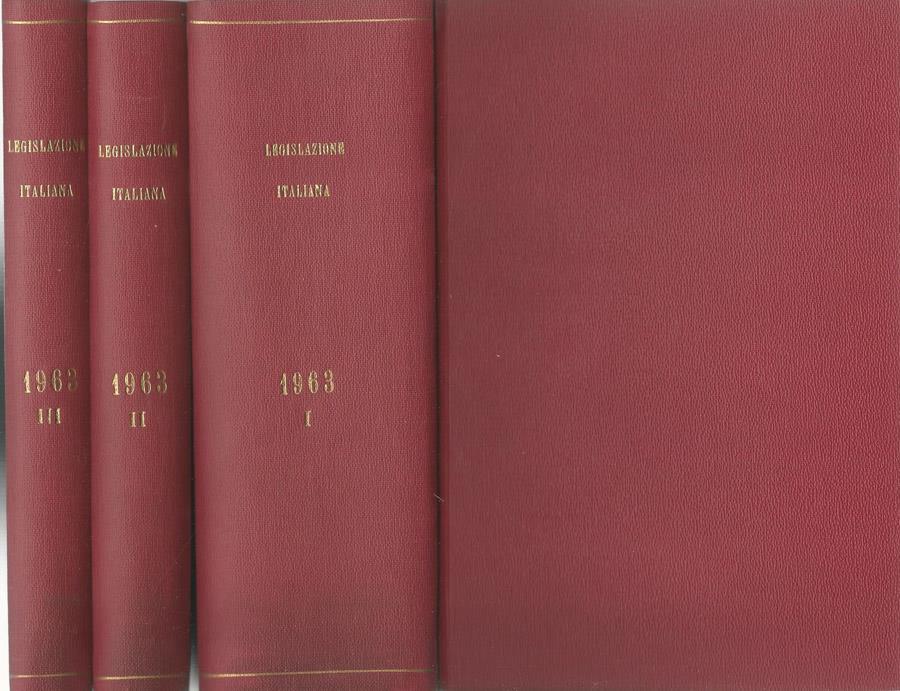 LEGISLAZIONE
ITALIANA
1963
III
LEGISLAZIONE
ITALIANA
1963
II
LEGISLAZIONE
ITALIANA
1963
I